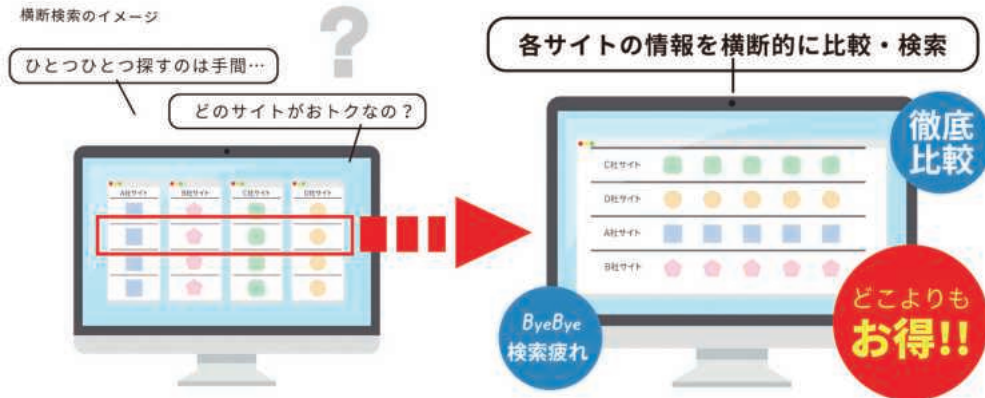 横断検索のイメージ
ひとつひとつ探すのは手間…
どのサイトがおトクなの？
?
A社サイト
B社サイト
C社サイト
D社サイト
各サイトの情報を横断的に比較・検索
徹底
比較
C社サイト
D社サイト
A社サイト
B社サイト
ByeBye
検索疲れ
どこよりも
お得!!